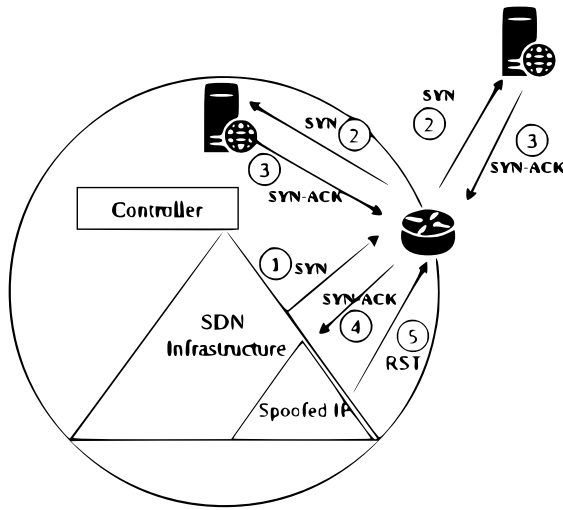 SYN
2
3
SYN-ACK
SYN 2
3
SYN-ACK
Controller
1 SYN
SYN-ACK
4
5
RST
SDN
Infrastructure
Spoofed IP